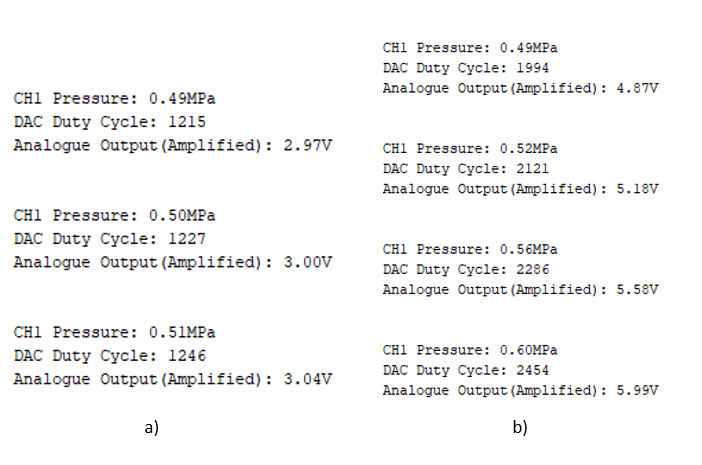 CH1 Pressure: 0.49MPa
DAC Duty Cycle: 1215
Analogue Output(Amplified): 2.97V
CH1 Pressure: 0.50MPa
DAC Duty Cycle: 1227
Analogue Output(Amplified): 3.00V
CH1 Pressure: 0.51MPa
DAC Duty Cycle: 1246
Analogue Output(Amplified): 3.04V
a)
CH1 Pressure: 0.49MPa
DAC Duty Cycle: 1994
Analogue Output(Amplified): 4.87V
CH1 Pressure: 0.52MPa
DAC Duty Cycle: 2121
Analogue Output(Amplified): 5.18V
CH1 Pressure: 0.56MPa
DAC Duty Cycle: 2286
Analogue Output(Amplified): 5.58V
CH1 Pressure: 0.60MPa
DAC Duty Cycle: 2454
Analogue Output(Amplified): 5.99V
b)